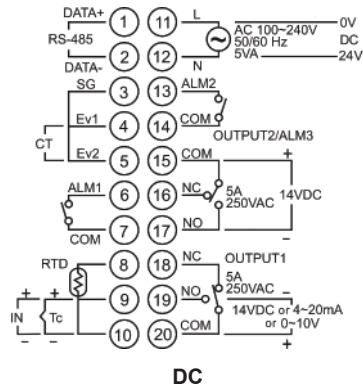 DATA+ 1 11 L 0V
RS-485 AC 100~240V
50/60 Hz DC
5VA
DATA- 2 12 N 24V
SG 3 13 ALM2
Ev1 4 14 COM
CT OUTPUT2/ALM3
Ev2 5 15 COM +
ALM1 6 16 NC 5A
250VAC 14VDC
COM 7 17 NO −
RTD 8 18 NC OUTPUT1
5A
250VAC
+ + 9 19 NO −
IN Tc 14VDC or 4~20mA
or 0~10V
− − 10 20 COM +
DC